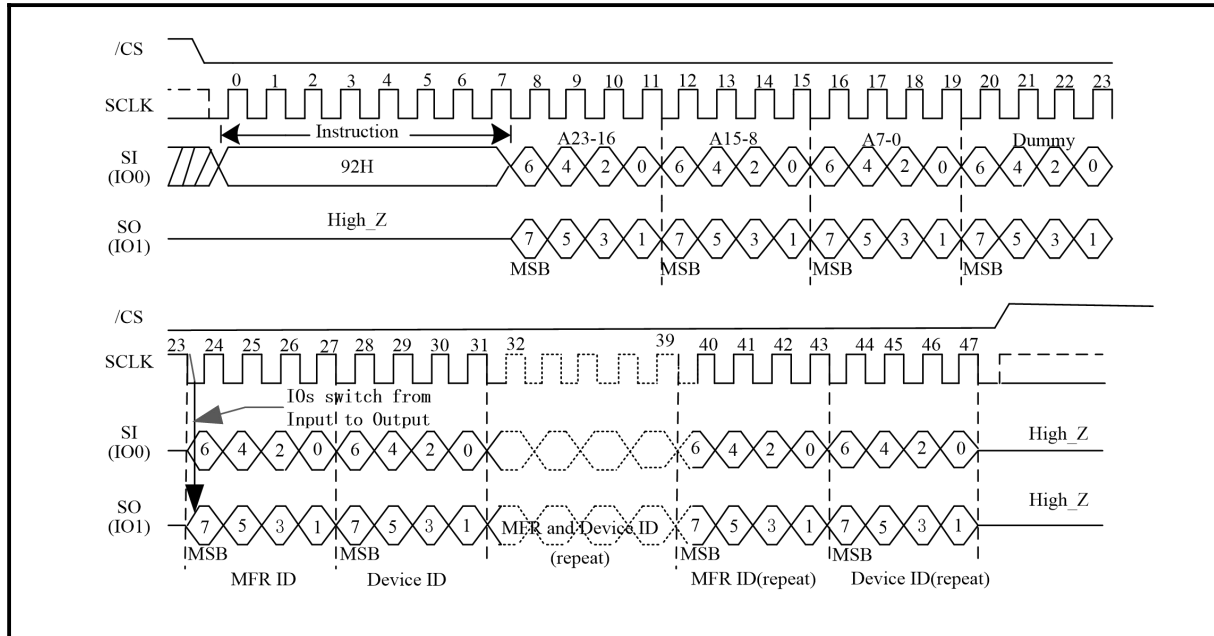 /CS
0 1 2 3 4 5 6 7 8 9 10 11 12 13 14 15 16 17 18 19 20 21 22 23
SCLK
Instruction A23-16 A15-8 A7-0 Dummy
SI
(IO0)
92H 6 4 2 0 6 4 2 0 6 4 2 0 6 4 2 0
High_Z
SO
(IO1)
7 5 3 1 7 5 3 1 7 5 3 1 7 5 3 1
MSB MSB MSB MSB
/CS
23 24 25 26 27 28 29 30 31 32 39 40 41 42 43 44 45 46 47
SCLK
IOs switch from
Input to Output
SI
(IO0)
6 4 2 0 6 4 2 0 6 4 2 0 6 4 2 0 High_Z
SO
(IO1)
7 5 3 1 7 5 3 1 MFR and Device ID 7 5 3 1 7 5 3 1 High_Z
MSB MSB (repeat) MSB MSB
MFR ID Device ID MFR ID(repeat) Device ID(repeat)